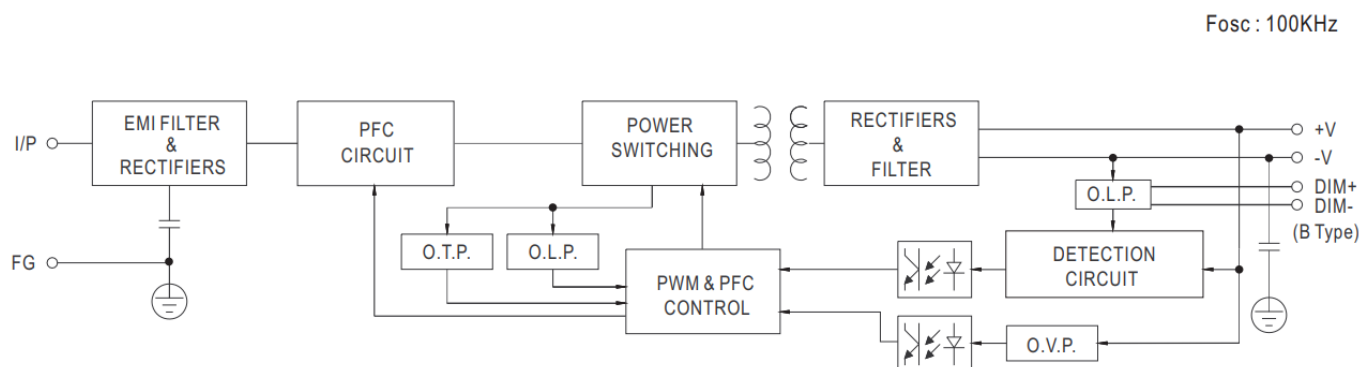 Fosc : 100KHz
I/P
EMI FILTER
&
RECTIFIERS
PFC
CIRCUIT
POWER
SWITCHING
RECTIFIERS
&
FILTER
+V
-V
DIM+
DIM-
(B Type)
O.L.P.
FG
O.T.P.
O.L.P.
PWM & PFC
CONTROL
DETECTION
CIRCUIT
O.V.P.